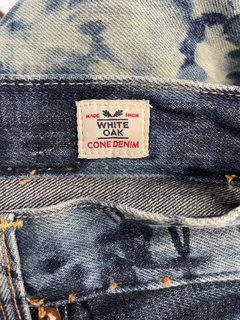 MADE FROM
WHITE
OAK
CONE DENIM